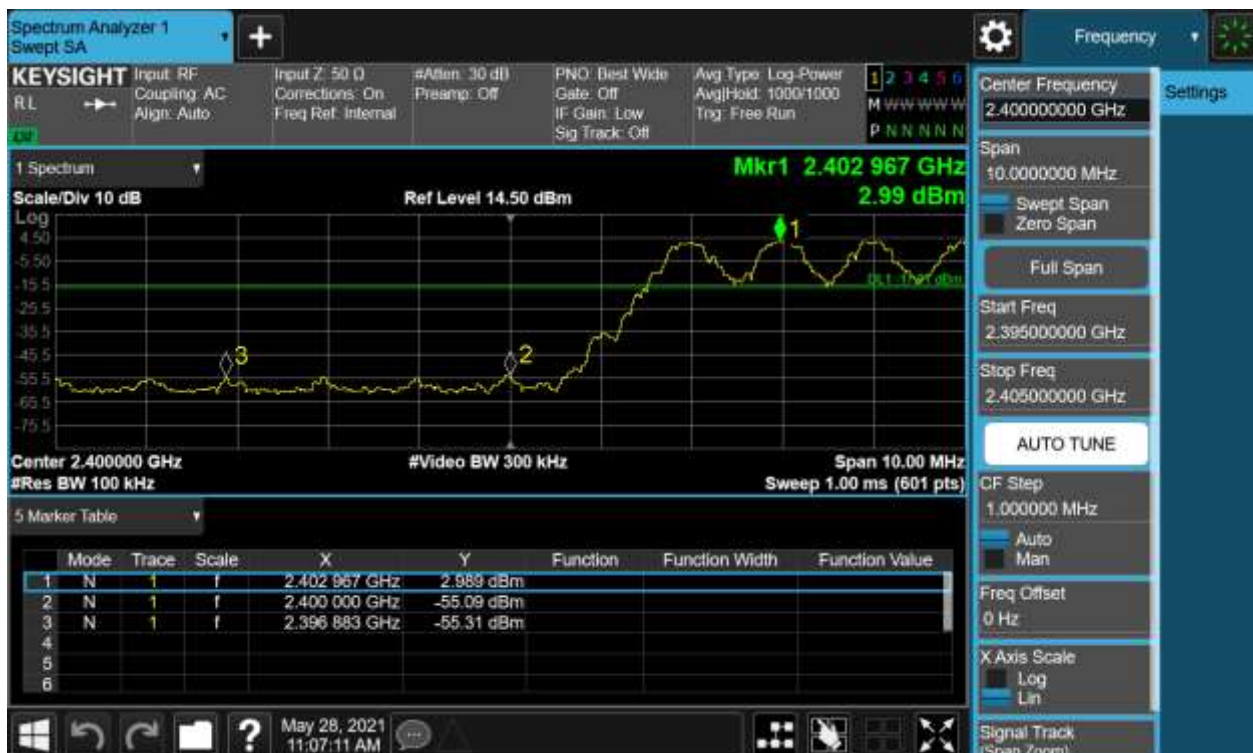 Spectrum Analyzer 1
Swept SA
+
Frequency
KEYSIGHT
RL
Input: RF
Coupling: AC
Align: Auto
Input Z: 50 Ω
Corrections: On
Freq Ref: Internal
#Atten: 30 dB
Preamp: Off
PNO: Best Wide
Gate: Off
IF Gain: Low
Sig Track: Off
Avg Type: Log-Power
Avg|Hold: 1000/1000
Trig: Free Run
1 2 3 4 5 6
M W W W W W
P N N N N N
1 Spectrum
Mkr1 2.402 967 GHz
2.99 dBm
Scale/Div 10 dB
Ref Level 14.50 dBm
Log
4.50
-5.50
-15.5
-25.5
-35.5
-45.5
-55.5
-65.5
-75.5
1
2
3
Center 2.400000 GHz
#Video BW 300 kHz
Span 10.00 MHz
#Res BW 100 kHz
Sweep 1.00 ms (601 pts)
5 Marker Table
Mode Trace Scale X Y Function Function Width Function Value
1 N 1 f 2.402 967 GHz 2.989 dBm
2 N 1 f 2.400 000 GHz -55.09 dBm
3 N 1 f 2.396 883 GHz -55.31 dBm
4
5
6
?
May 28, 2021
11:07:11 AM
Center Frequency
2.400000000 GHz
Settings
Span
10.0000000 MHz
Swept Span
Zero Span
Full Span
Start Freq
2.395000000 GHz
Stop Freq
2.405000000 GHz
AUTO TUNE
CF Step
1.000000 MHz
Auto
Man
Freq Offset
0 Hz
X Axis Scale
Log
Lin
Signal Track
(Span Zoom)